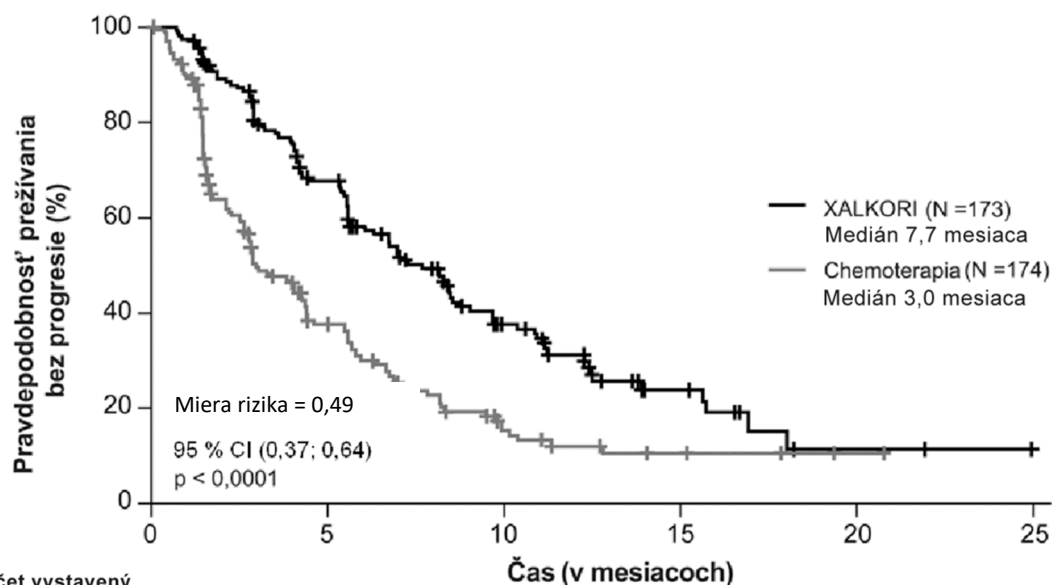 Pravdepodobnosť prežívania
bez progresie (%)
100
80
60
40
20
0
XALKORI (N =173)
Medián 7,7 mesiaca
Chemoterapia (N =174)
Medián 3,0 mesiaca
Miera rizika = 0,49
95 % CI (0,37; 0,64)
p < 0,0001
0 5 10 15 20 25
Čas (v mesiacoch)
vystavený